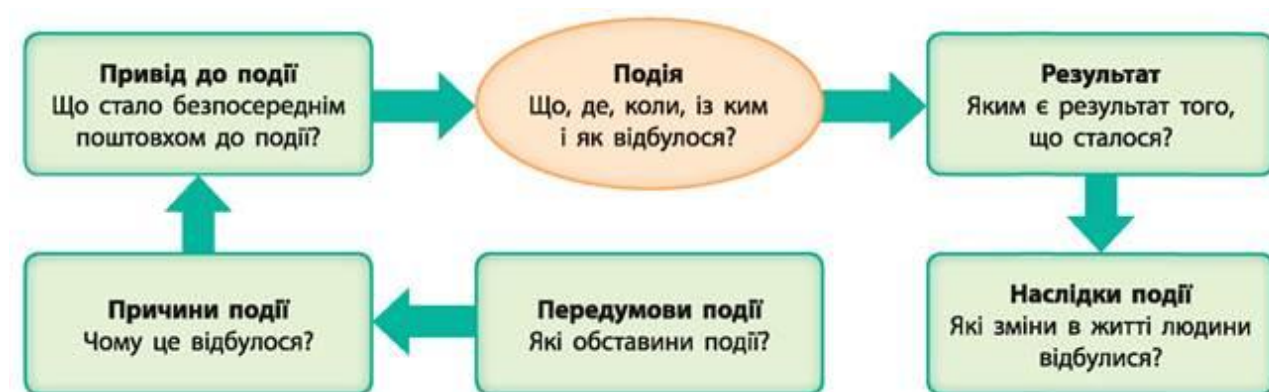 Привід до події
Що стало безпосереднім
поштовхом до події?
Подія
Що, де, коли, із ким
і як відбулося?
Результат
Яким є результат того,
що сталося?
Причини події
Чому це відбулося?
Передумови події
Які обставини події?
Наслідки події
Які зміни в житті людини
відбулися?